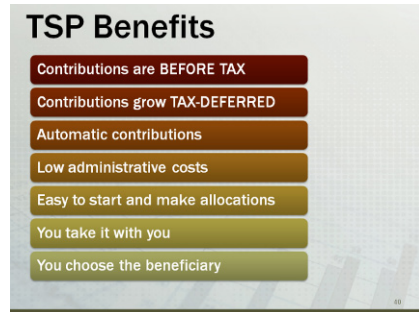 TSP Benefits
Contributions are BEFORE TAX
Contributions grow TAX-DEFERRED
Automatic contributions
Low administrative costs
Easy to start and make allocations
You take it with you
You choose the beneficiary